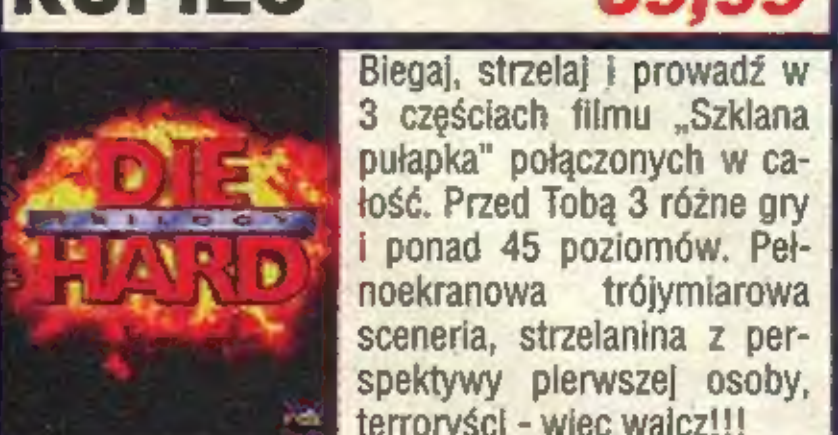 Biegaj, strzelaj i prowadź w
3 częściach filmu „Szklana
pułapka" połączonych w ca-
łość. Przed Tobą 3 różne gry
i ponad 45 poziomów. Peł-
noekranowa trójymiarowa
sceneria, strzelanina z per-
spektywy pierwszej osoby,
terroryści - więc walcz!!!
DIE
TRILOGY
HARD